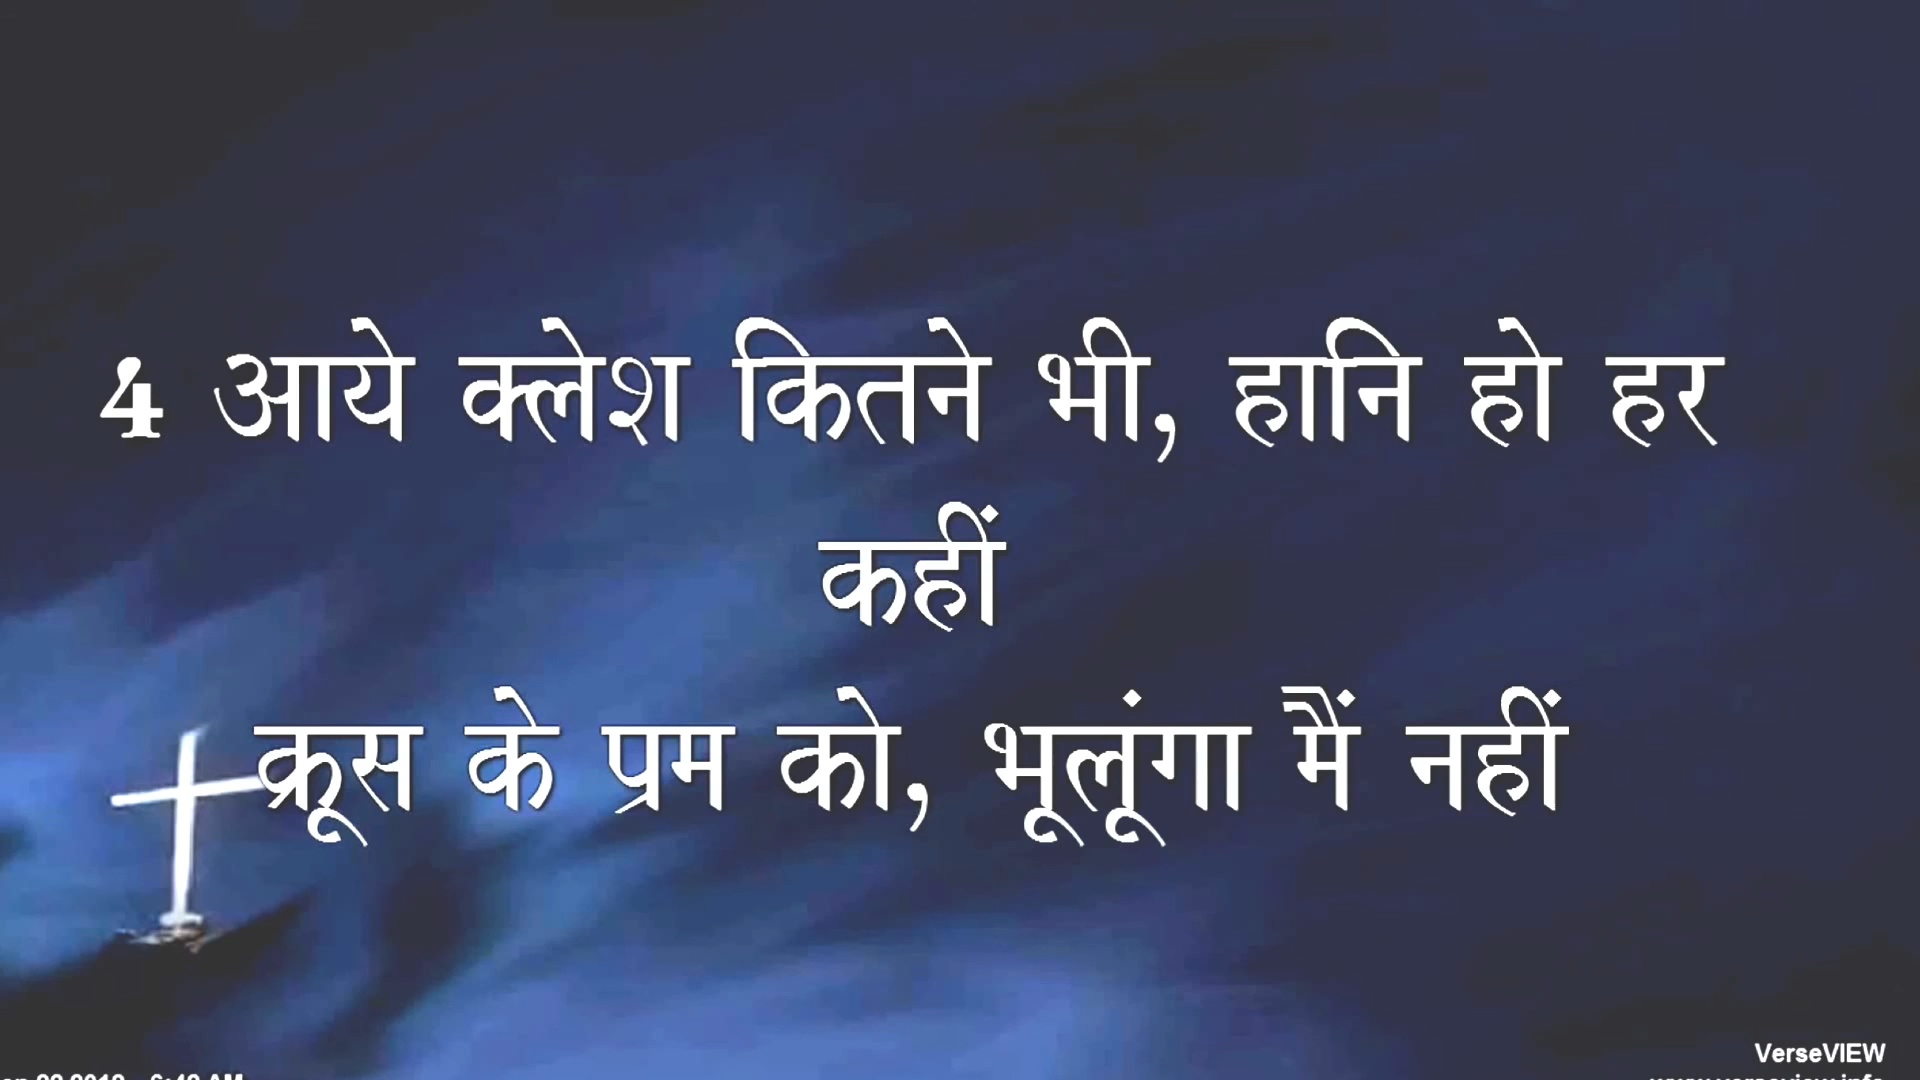 4 आये क्लेश कितने भी, हानि हो हर
कहीं
क्रूस के प्रम को, भूलूंगा मैं नहीं
VerseVIEW